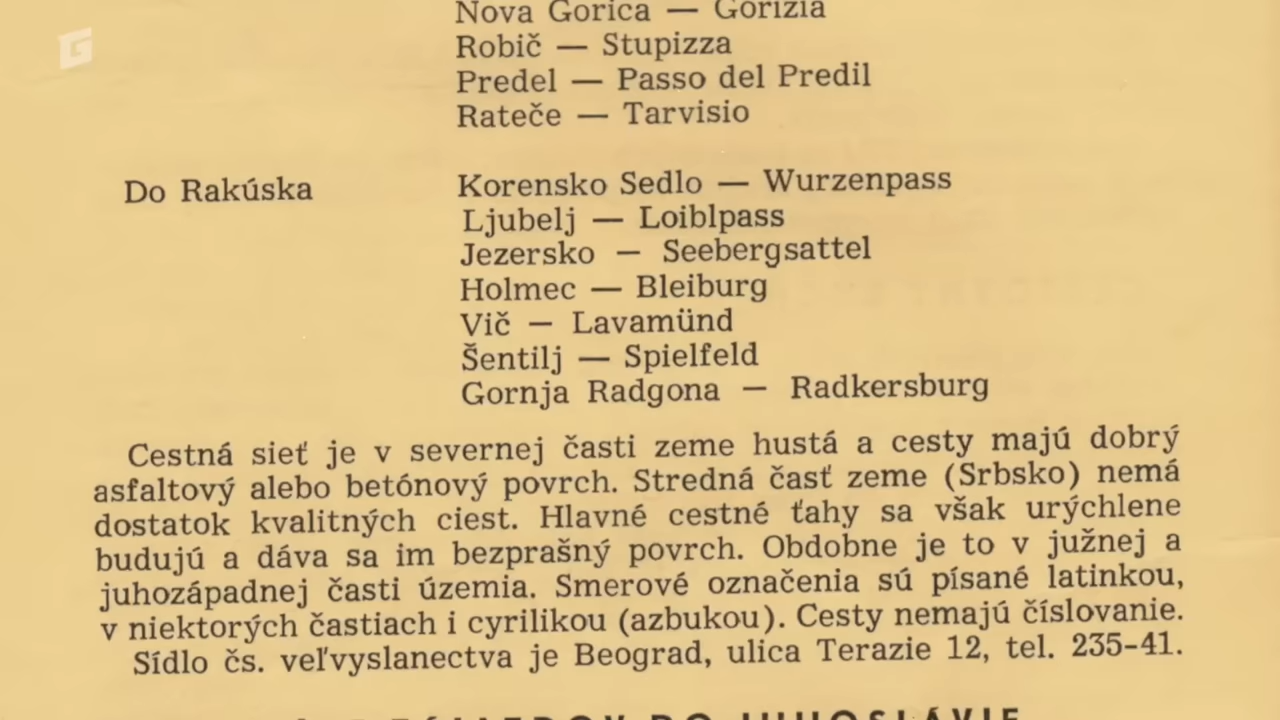 G
Nova Gorica — Gorizia
Robič — Stupizza
Predel — Passo del Predil
Rateče — Tarvisio
Do Rakúska
Korensko Sedlo — Wurzenpass
Ljubelj — Loiblpass
Jezersko — Seebergsattel
Holmec — Bleiburg
Vič — Lavamünd
Šentilj — Spielfeld
Gornja Radgona — Radkersburg
Cestná sieť je v severnej časti zeme hustá a cesty majú dobrý
asfaltový alebo betónový povrch. Stredná časť zeme (Srbsko) nemá
dostatok kvalitných ciest. Hlavné cestné ťahy sa však urýchlene
budujú a dáva sa im bezprašný povrch. Obdobne je to v južnej a
juhozápadnej časti územia. Smerové označenia sú písané latinkou,
v niektorých častiach i cyrilikou (azbukou). Cesty nemajú číslovanie.
Sídlo čs. veľvyslanectva je Beograd, ulica Terazie 12, tel. 235-41.
DO JUHOSLÁVIE